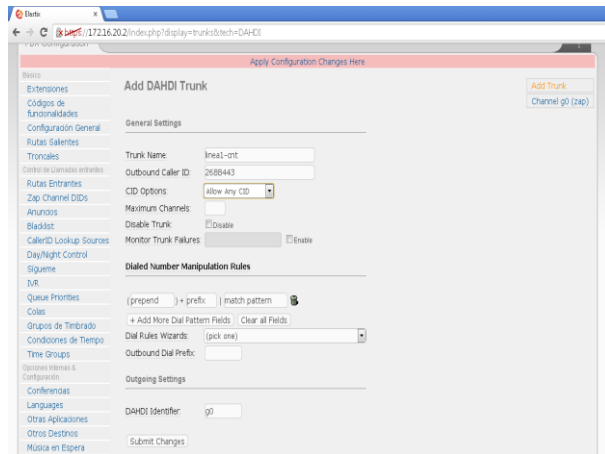 Elastix
https://172.16.20.2/index.php?display=trunks&tech=DAHDI
PBX Configuration
Apply Configuration Changes Here
Básico
Extensiones
Códigos de
funcionalidades
Configuración General
Rutas Salientes
Troncales
Control de Llamadas entrantes
Rutas Entrantes
Zap Channel DIDs
Anuncios
Blacklist
CallerID Lookup Sources
Day/Night Control
Sígueme
IVR
Queue Priorities
Colas
Grupos de Timbrado
Condiciones de Tiempo
Time Groups
Opciones Internas &
Configuración
Conferencias
Languages
Otras Aplicaciones
Otros Destinos
Música en Espera
Add DAHDI Trunk
General Settings
Trunk Name: linea1-cnt
Outbound Caller ID: 2688443
CID Options: Allow Any CID
Maximum Channels:
Disable Trunk: Disable
Monitor Trunk Failures: Enable
Dialed Number Manipulation Rules
(prepend ) + prefix | match pattern
+ Add More Dial Pattern Fields Clear all Fields
Dial Rules Wizards: (pick one)
Outbound Dial Prefix:
Outgoing Settings
DAHDI Identifier: g0
Submit Changes
Add Trunk
Channel g0 (zap)